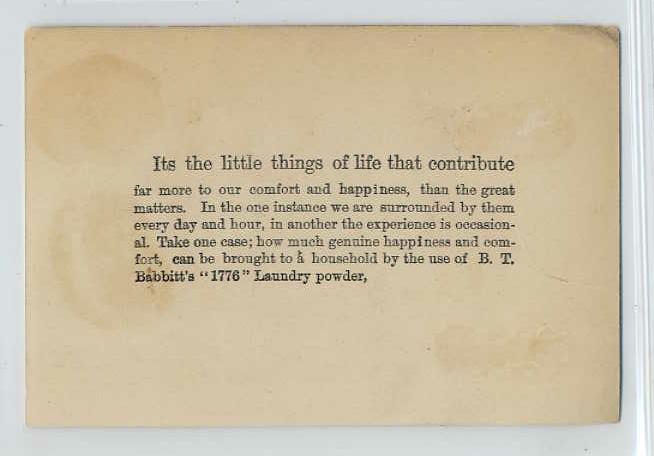 Its the little things of life that contribute
far more to our comfort and happiness, than the great
matters. In the one instance we are surrounded by them
every day and hour, in another the experience is occasion-
al. Take one case; how much genuine happiness and com-
fort, can be brought to a household by the use of B. T.
Babbitt's "1776" Laundry powder,